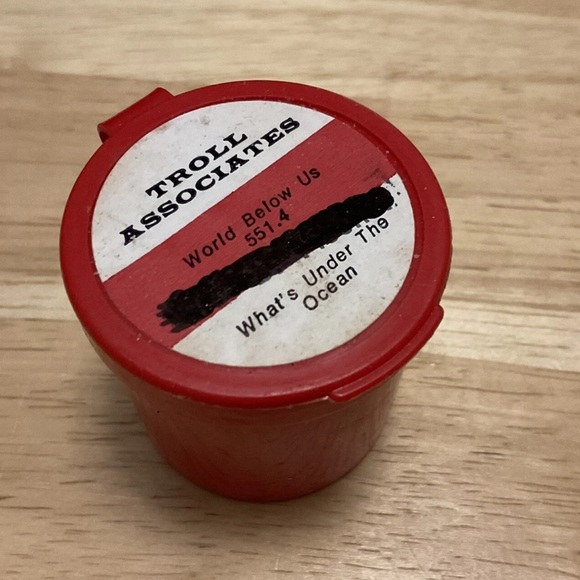 TROLL
ASSOCIATES
World Below Us
551.4
What's Under The
Ocean